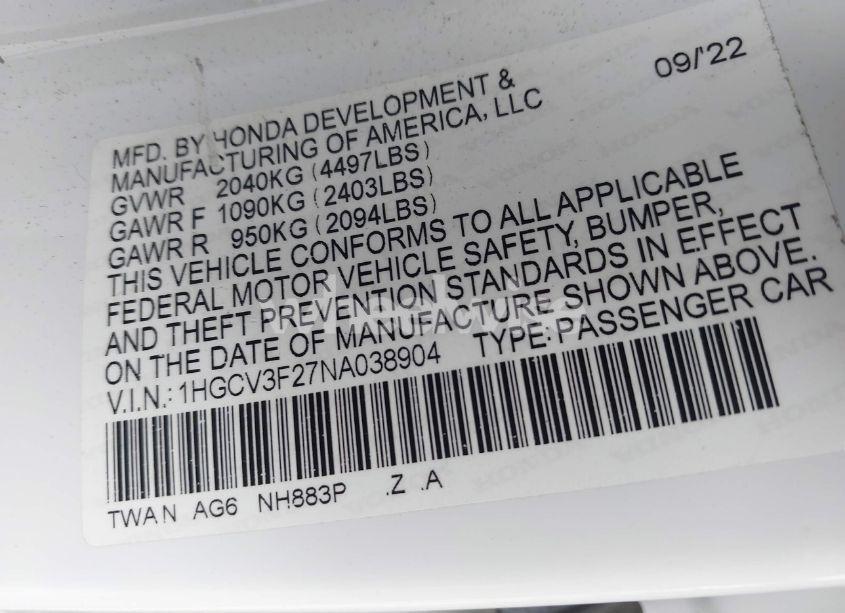 09/'22
MFD. BY HONDA DEVELOPMENT &
MANUFACTURING OF AMERICA, LLC
GVWR 2040KG (4497LBS)
GAWR F 1090KG (2403LBS)
GAWR R 950KG (2094LBS)
THIS VEHICLE CONFORMS TO ALL APPLICABLE
FEDERAL MOTOR VEHICLE SAFETY, BUMPER,
AND THEFT PREVENTION STANDARDS IN EFFECT
ON THE DATE OF MANUFACTURE SHOWN ABOVE.
V.I.N.: 1HGCV3F27NA038904 TYPE: PASSENGER CAR
TWAN AG6 NH883P .Z .A